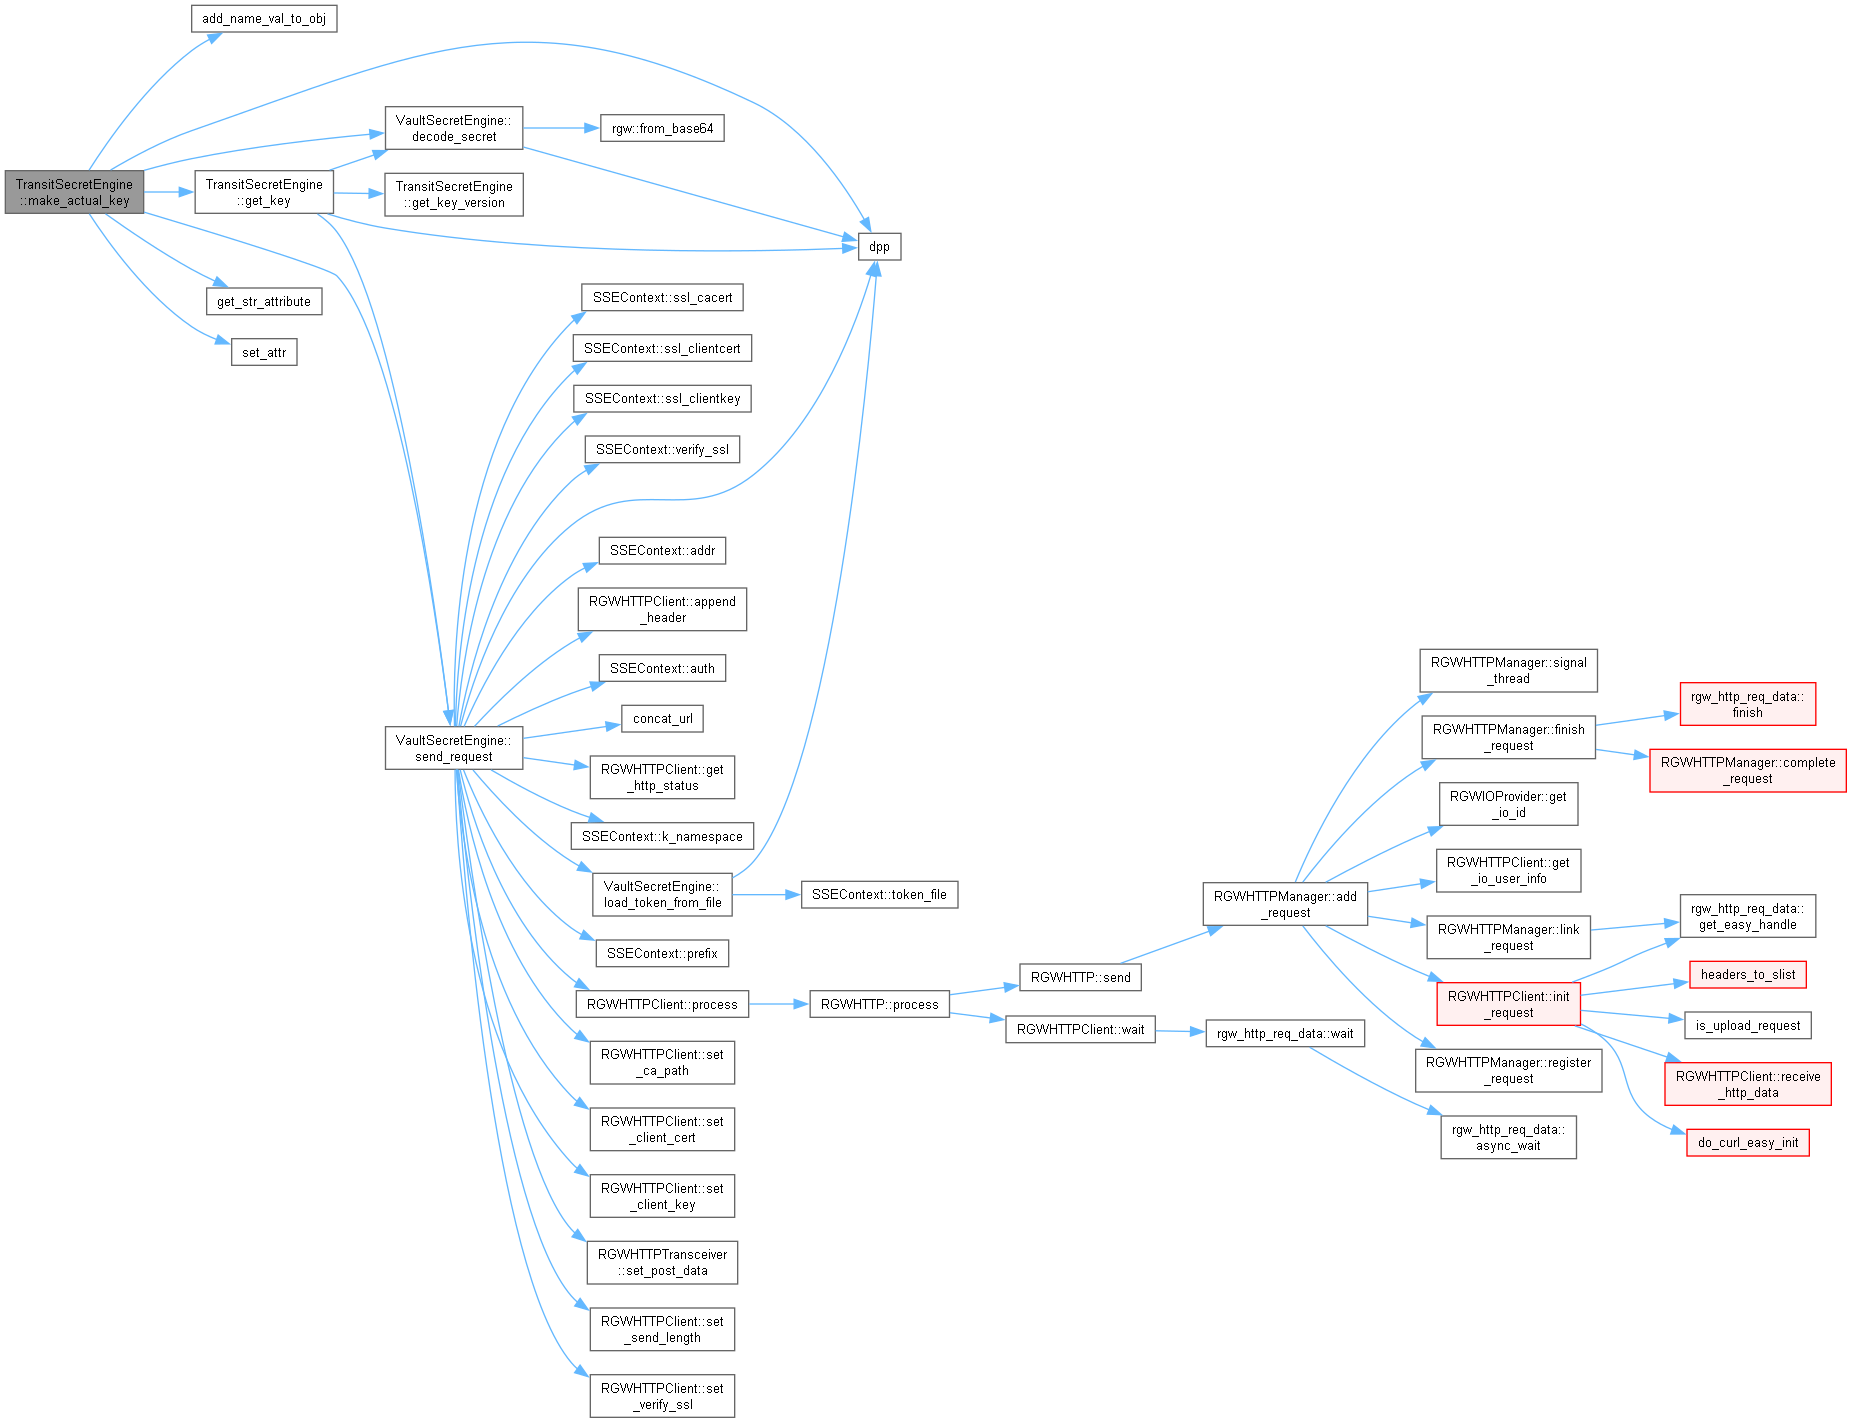 add_name_val_to_obj
VaultSecretEngine::
decode_secret
rgw::from_base64
TransitSecretEngine
::make_actual_key
TransitSecretEngine
::get_key
TransitSecretEngine
::get_key_version
dpp
get_str_attribute
set_attr
SSEContext::ssl_cacert
SSEContext::ssl_clientcert
SSEContext::ssl_clientkey
SSEContext::verify_ssl
SSEContext::addr
RGWHTTPClient::append
_header
SSEContext::auth
concat_url
VaultSecretEngine::
send_request
RGWHTTPClient::get
_http_status
SSEContext::k_namespace
VaultSecretEngine::
load_token_from_file
SSEContext::token_file
SSEContext::prefix
RGWHTTPClient::process
RGWHTTP::process
RGWHTTP::send
RGWHTTPClient::wait
rgw_http_req_data::wait
RGWHTTPClient::set
_ca_path
RGWHTTPClient::set
_client_cert
RGWHTTPClient::set
_client_key
RGWHTTPTransceiver
::set_post_data
RGWHTTPClient::set
_send_length
RGWHTTPClient::set
_verify_ssl
RGWHTTPManager::add
_request
RGWHTTPManager::signal
_thread
RGWHTTPManager::finish
_request
rgw_http_req_data::
finish
RGWHTTPManager::complete
_request
RGWIOProvider::get
_io_id
RGWHTTPClient::get
_io_user_info
RGWHTTPManager::link
_request
rgw_http_req_data::
get_easy_handle
RGWHTTPClient::init
_request
headers_to_slist
is_upload_request
RGWHTTPClient::receive
_http_data
do_curl_easy_init
RGWHTTPManager::register
_request
rgw_http_req_data::
async_wait